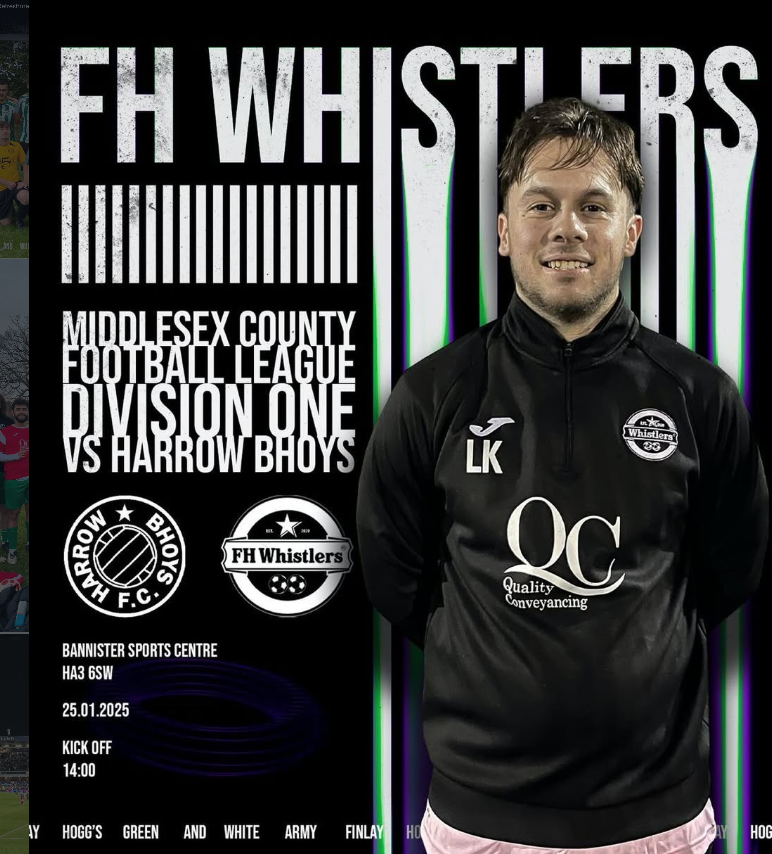 FH WHISTLERS
MIDDLESEX COUNTY
FOOTBALL LEAGUE
DIVISION ONE
VS HARROW BHOYS
HARROW BHOYS F.C.
EST. 2020
FH Whistlers
LK
Whistlers
QC
Quality
Conveyancing
BANNISTER SPORTS CENTRE
HA3 6SW
25.01.2025
KICK OFF
14:00
AY HOGG'S GREEN AND WHITE ARMY FINLAY HO AY HOG